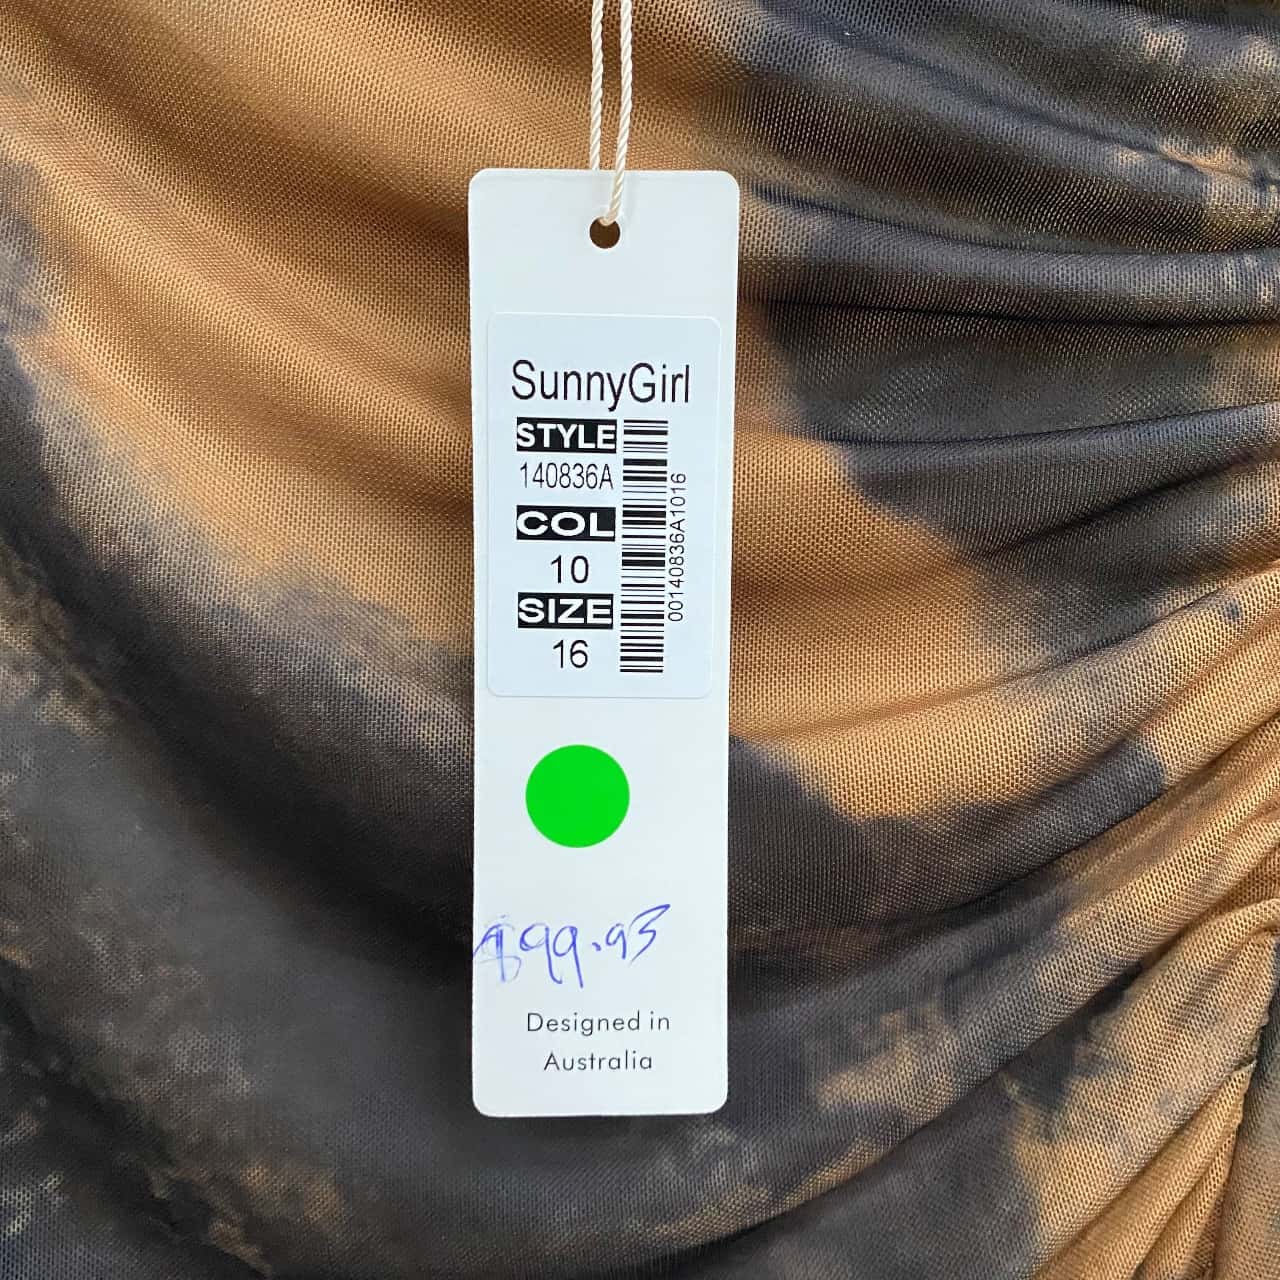 SunnyGirl
STYLE
140836A
COL
10
SIZE
16
00140836A1016
$99.95
Designed in
Australia